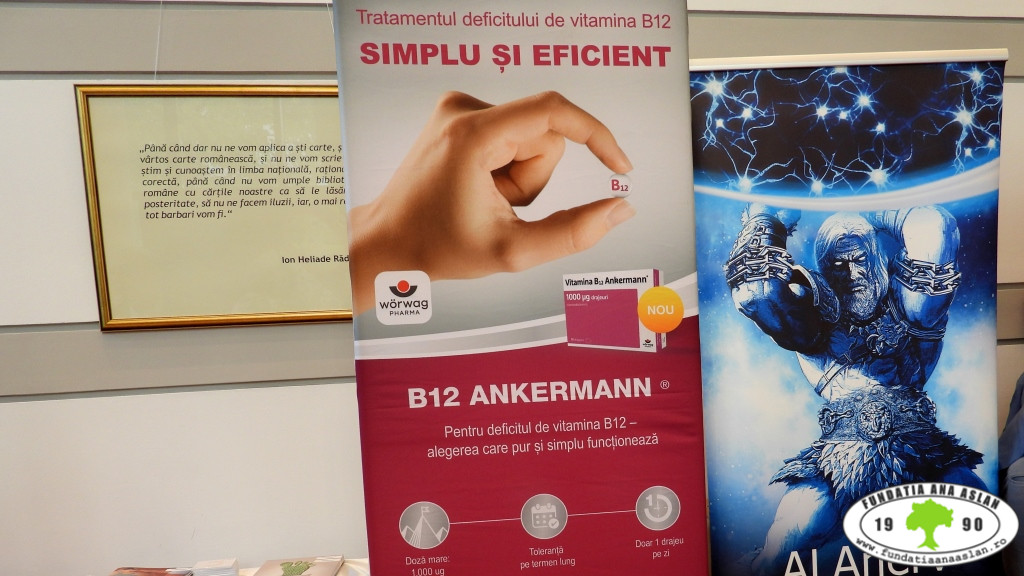 „Până când dar nu ne vom aplica a ști carte, ș
vârtos carte românească, și nu ne vom scrie
știm și cunoaștem în limba națională, rațion
corectă, până când nu vom umple bibliot
române cu cărțile noastre ca să le lăsă
posteritate, să nu ne facem iluzii, iar, o mai r
tot barbari vom fi.“
Ion Heliade Răd
Tratamentul deficitului de vitamina B12
SIMPLU ȘI EFICIENT
B12
wörwag
PHARMA
Vitamina B12 Ankermann®
1000 µg drajeuri
wörwag
NOU
B12 ANKERMANN ®
Pentru deficitul de vitamina B12 –
alegerea care pur și simplu funcționează
Doză mare:
1.000 ug
Toleranță
pe termen lung
1
Doar 1 drajeu
pe zi
FUNDATIA ANA ASLAN
19 90
www.fundatiaanaaslan.ro